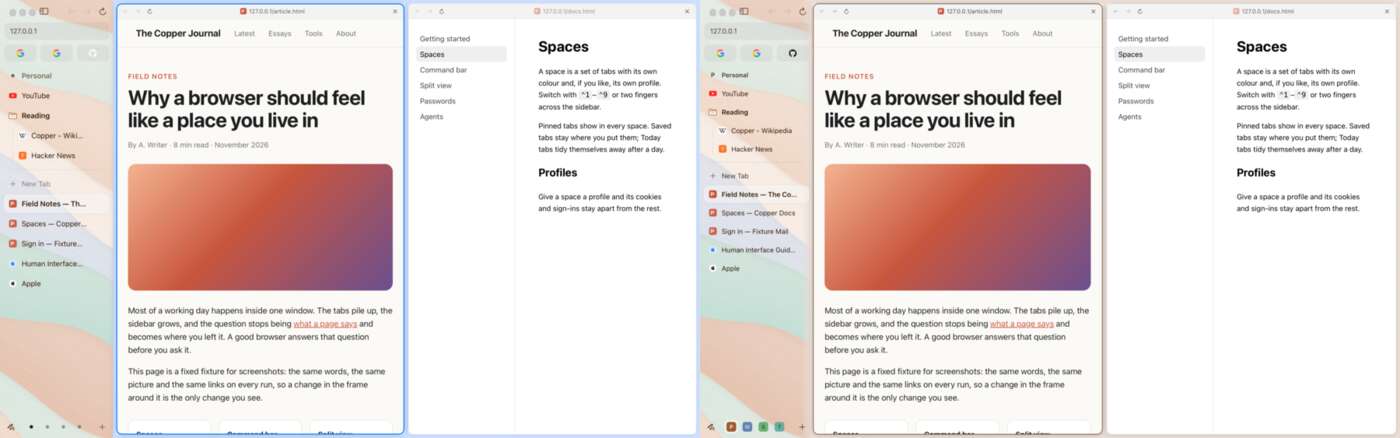 127.0.0.1
Personal
YouTube
Reading
W Copy - Wiki...
Hacker News
+ New Tab
Field Notes — Th...
Spaces — Copper...
Sign in — Fixture...
Human Interface...
Apple
127.0.0.1/article.html
The Copper Journal Latest Essays Tools About
FIELD NOTES
Why a browser should feel
like a place you live in
By A. Writer · 8 min read · November 2026
Most of a working day happens inside one window. The tabs pile up, the
sidebar grows, and the question stops being what a page says and
becomes where you left it. A good browser answers that question
before you ask it.
This page is a fixed fixture for screenshots: the same words, the same
picture and the same links on every run, so a change in the frame
around it is the only change you see.
127.0.0.1/docs.html
Getting started
Spaces
Command bar
Split view
Passwords
Agents
Spaces
A space is a set of tabs with its own
colour and, if you like, its own profile.
Switch with ^1 – ^9 or two fingers
across the sidebar.
Pinned tabs show in every space. Saved
tabs stay where you put them; Today
tabs tidy themselves away after a day.
Profiles
Give a space a profile and its cookies
and sign-ins stay apart from the rest.
127.0.0.1
P Personal
YouTube
Reading
W Copper - Wikipedia
Hacker News
+ New Tab
Field Notes — The Co...
Spaces — Copper Docs
Sign in — Fixture Mail
Human Interface Guid...
Apple
127.0.0.1/article.html
The Copper Journal Latest Essays Tools About
FIELD NOTES
Why a browser should feel
like a place you live in
By A. Writer · 8 min read · November 2026
Most of a working day happens inside one window. The tabs pile up, the
sidebar grows, and the question stops being what a page says and
becomes where you left it. A good browser answers that question
before you ask it.
This page is a fixed fixture for screenshots: the same words, the same
picture and the same links on every run, so a change in the frame
around it is the only change you see.
127.0.0.1/docs.html
Getting started
Spaces
Command bar
Split view
Passwords
Agents
Spaces
A space is a set of tabs with its own
colour and, if you like, its own profile.
Switch with ^1 – ^9 or two fingers
across the sidebar.
Pinned tabs show in every space. Saved
tabs stay where you put them; Today
tabs tidy themselves away after a day.
Profiles
Give a space a profile and its cookies
and sign-ins stay apart from the rest.